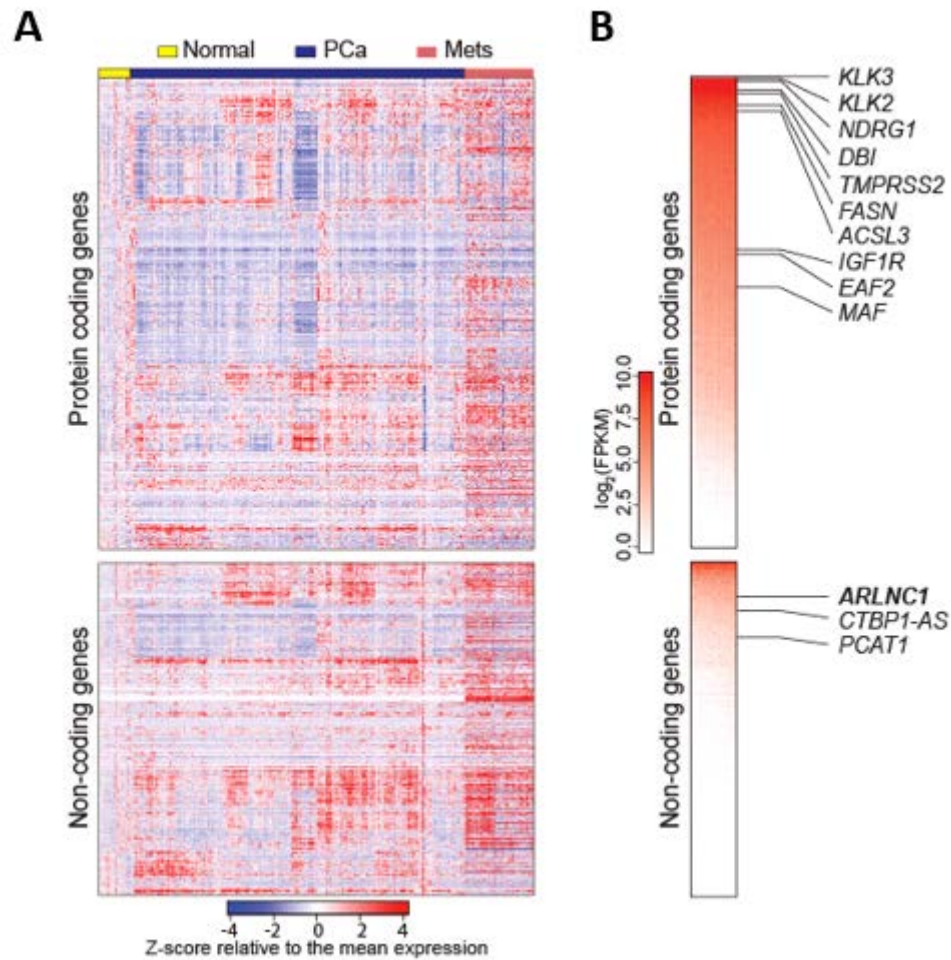 A
Normal
PCa
Mets
Protein coding genes
Non-coding genes
-4
-2
0
2
4
Z-score relative to the mean expression
B
KLK3
KLK2
NDRG1
DBI
TMPRSS2
FASN
ACSL3
IGF1R
EAF2
MAF
Protein coding genes
log2(FPKM)
10.0
7.5
5.0
2.5
0.0
ARLNC1
CTBP1-AS
PCAT1
Non-coding genes